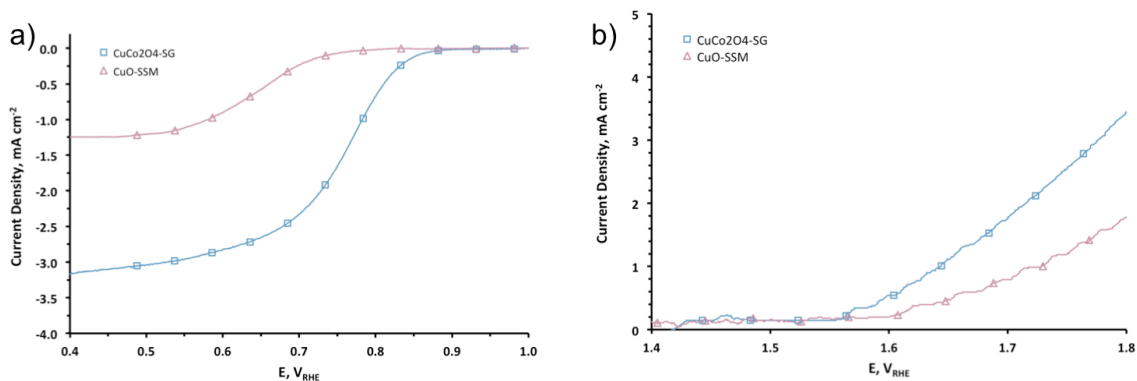 a)
CuCo2O4-SG
CuO-SSM
0.0
-0.5
-1.0
-1.5
-2.0
-2.5
-3.0
-3.5
-4.0
Current Density, mA cm-2
0.4 0.5 0.6 0.7 0.8 0.9 1.0
E, VRHE
b)
CuCo2O4-SG
CuO-SSM
5
4
3
2
1
0
Current Density, mA cm-2
1.4 1.5 1.6 1.7 1.8
E, VRHE